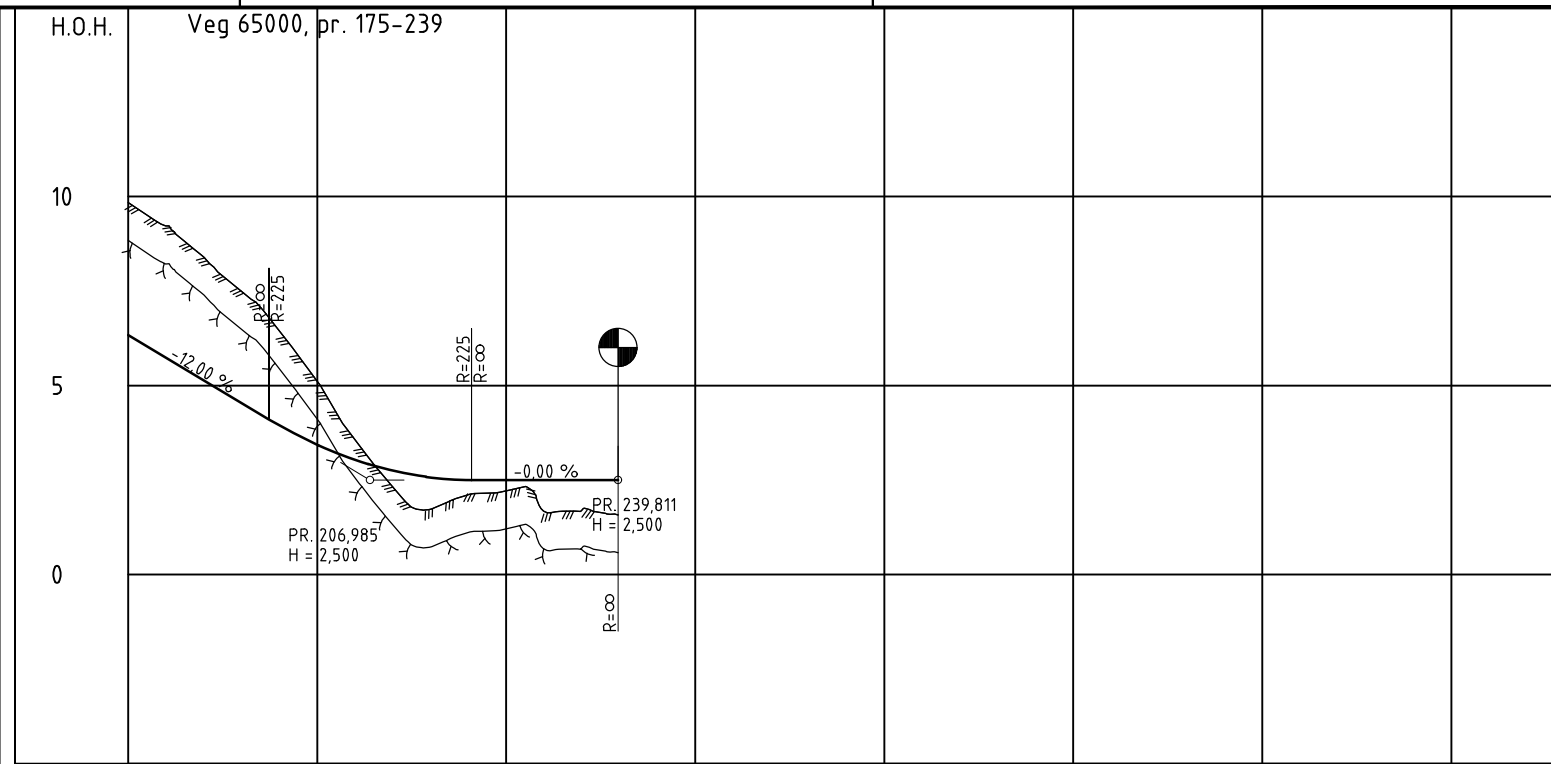 H.O.H.
Veg 65000, pr. 175-239
10
R=∞
R=225
-12,00 %
R=225
R=∞
5
-0,00 %
PR. 239,811
H = 2,500
PR. 206,985
H = 2,500
0
R=∞